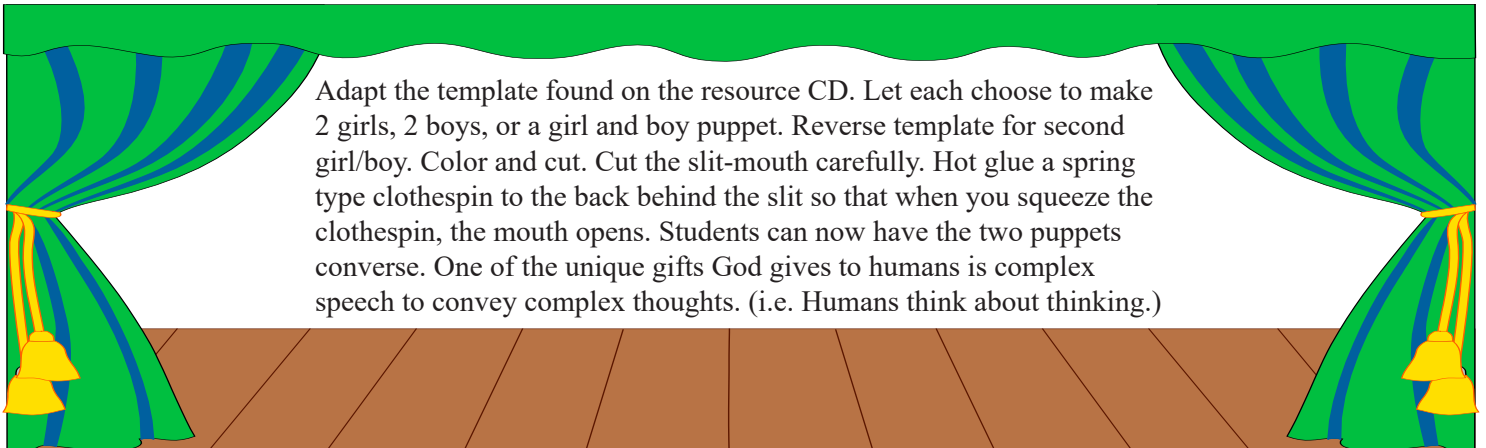 Adapt the template found on the resource CD. Let each choose to make
2 girls, 2 boys, or a girl and boy puppet. Reverse template for second
girl/boy. Color and cut. Cut the slit-mouth carefully. Hot glue a spring
type clothespin to the back behind the slit so that when you squeeze the
clothespin, the mouth opens. Students can now have the two puppets
converse. One of the unique gifts God gives to humans is complex
speech to convey complex thoughts. (i.e. Humans think about thinking.)